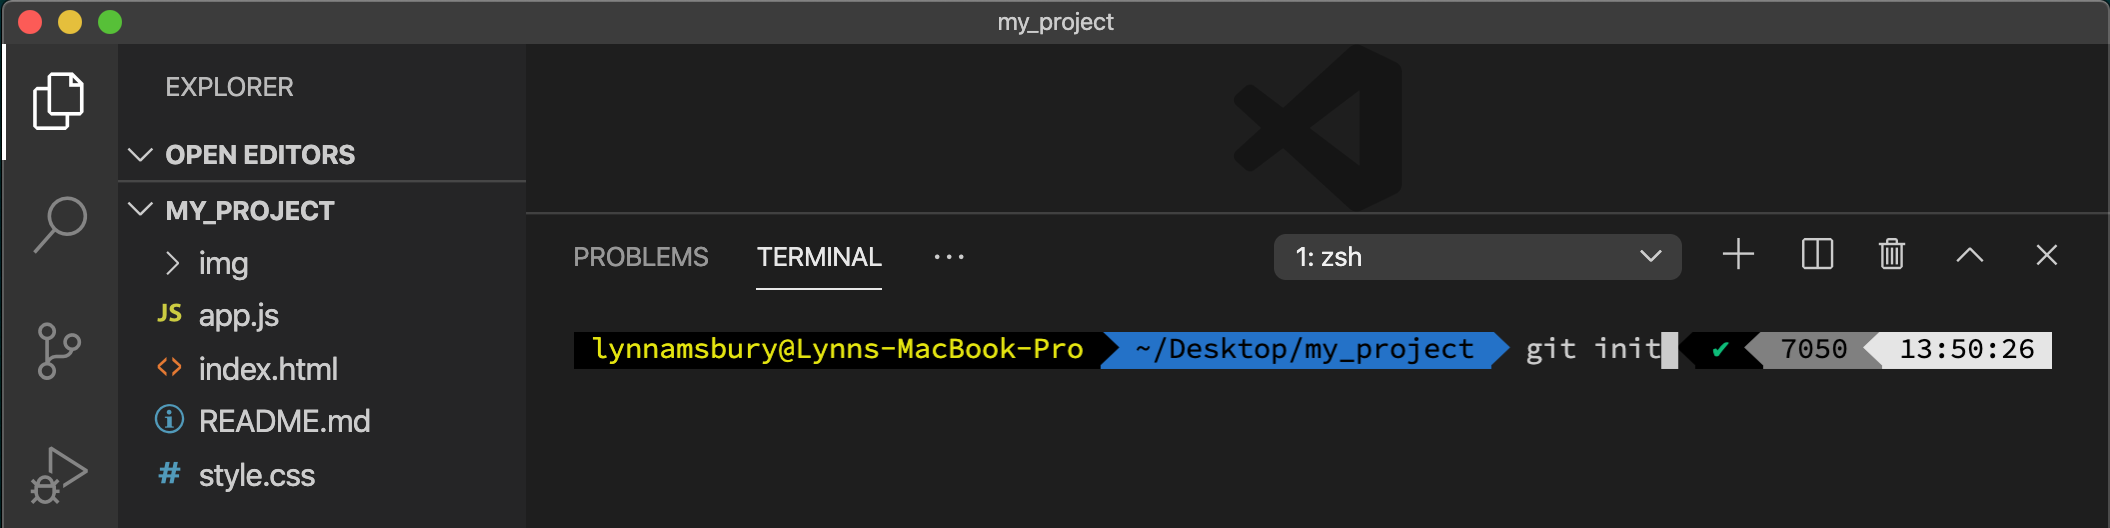 my_project
EXPLORER
OPEN EDITORS
MY_PROJECT
img
JS app.js
<> index.html
i README.md
# style.css
PROBLEMS TERMINAL ··· 1: zsh
lynnamsbury@Lynns-MacBook-Pro ~/Desktop/my_project git init ✔ 7050 13:50:26